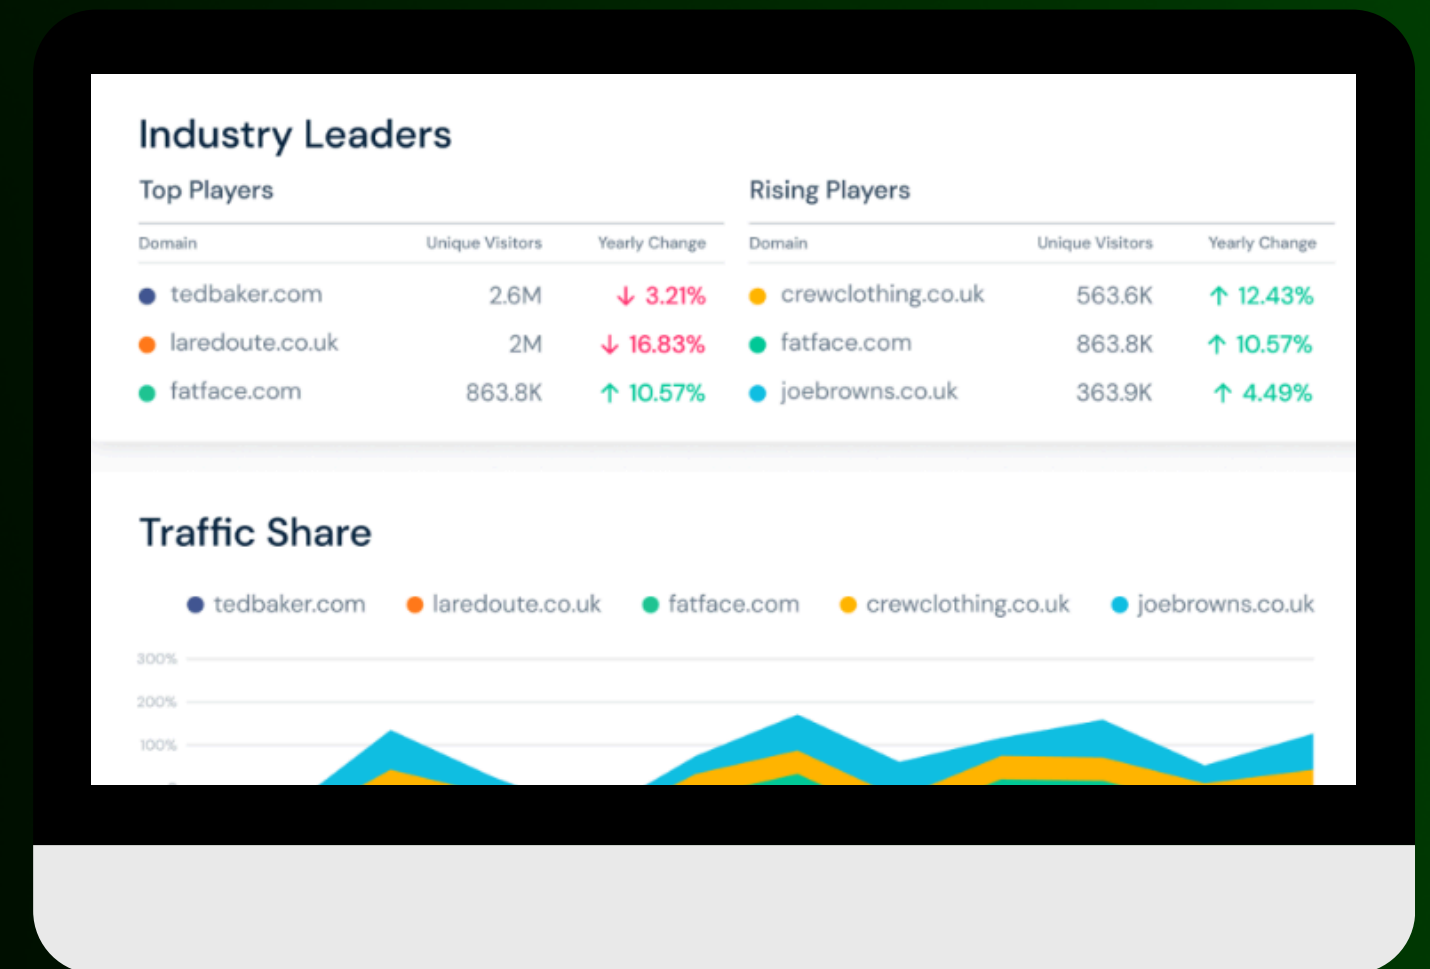 Industry Leaders
Top Players
Domain Unique Visitors Yearly Change
tedbaker.com 2.6M ↓ 3.21%
laredoute.co.uk 2M ↓ 16.83%
fatface.com 863.8K ↑ 10.57%
Rising Players
Domain Unique Visitors Yearly Change
crewclothing.co.uk 563.6K ↑ 12.43%
fatface.com 863.8K ↑ 10.57%
joebrowns.co.uk 363.9K ↑ 4.49%
Traffic Share
tedbaker.com laredoute.co.uk fatface.com crewclothing.co.uk joebrowns.co.uk
300%
200%
100%